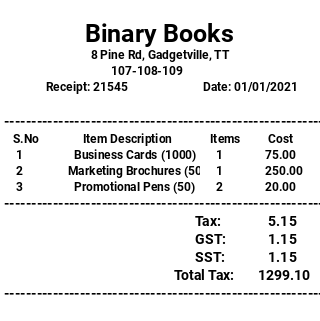 Binary Books
8 Pine Rd, Gadgetville, TT
107-108-109
Receipt: 21545 Date: 01/01/2021
S.No Item Description Items Cost
1 Business Cards (1000) 1 75.00
2 Marketing Brochures (50 1 250.00
3 Promotional Pens (50) 2 20.00
Tax: 5.15
GST: 1.15
SST: 1.15
Total Tax: 1299.10